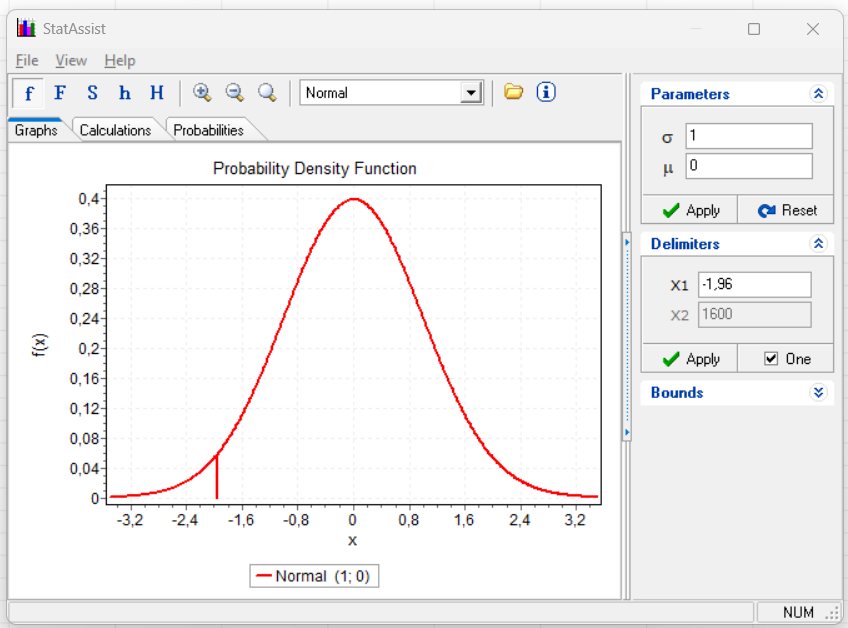 StatAssist
File View Help
f F S h H Normal
Graphs Calculations Probabilities
Probability Density Function
0,4
0,36
0,32
0,28
0,24
0,2
0,16
0,12
0,08
0,04
0
f(x)
-3,2 -2,4 -1,6 -0,8 0 0,8 1,6 2,4 3,2
x
Normal (1; 0)
Parameters
σ 1
μ 0
Apply Reset
Delimiters
X1 -1,96
X2 1600
Apply One
Bounds
NUM